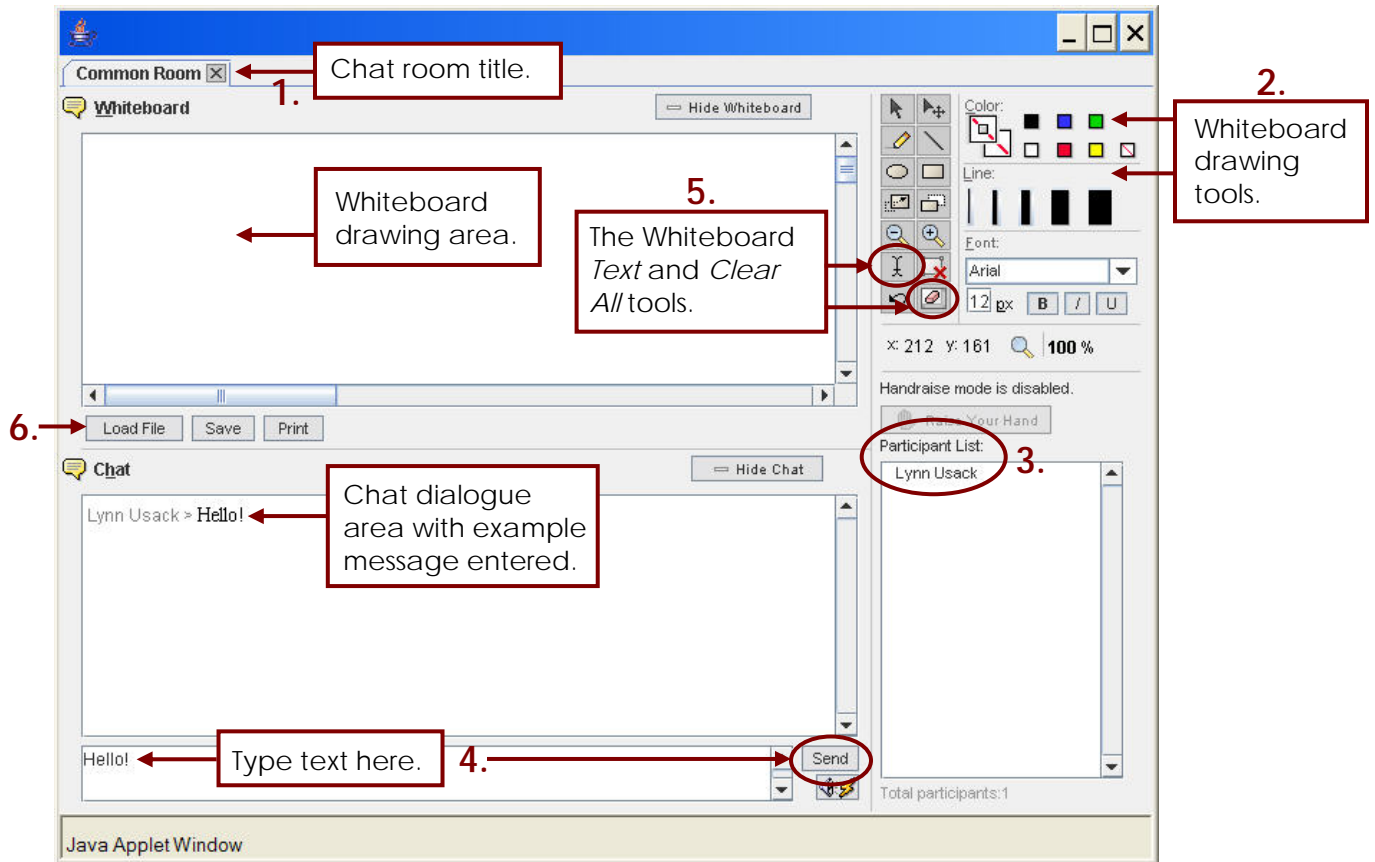 Common Room
Chat room title.
1.
2.
Whiteboard
Hide Whiteboard
Color:
Whiteboard
drawing
tools.
Line:
Whiteboard
drawing area.
5.
The Whiteboard
Text and Clear
All tools.
Font:
Arial
12 px B I U
x: 212 y: 161 100 %
Handraise mode is disabled.
6.
Load File Save Print
Raise Your Hand
Participant List:
3.
Lynn Usack
Chat
Hide Chat
Lynn Usack > Hello!
Chat dialogue
area with example
message entered.
Hello!
Type text here.
4.
Send
Total participants:1
Java Applet Window